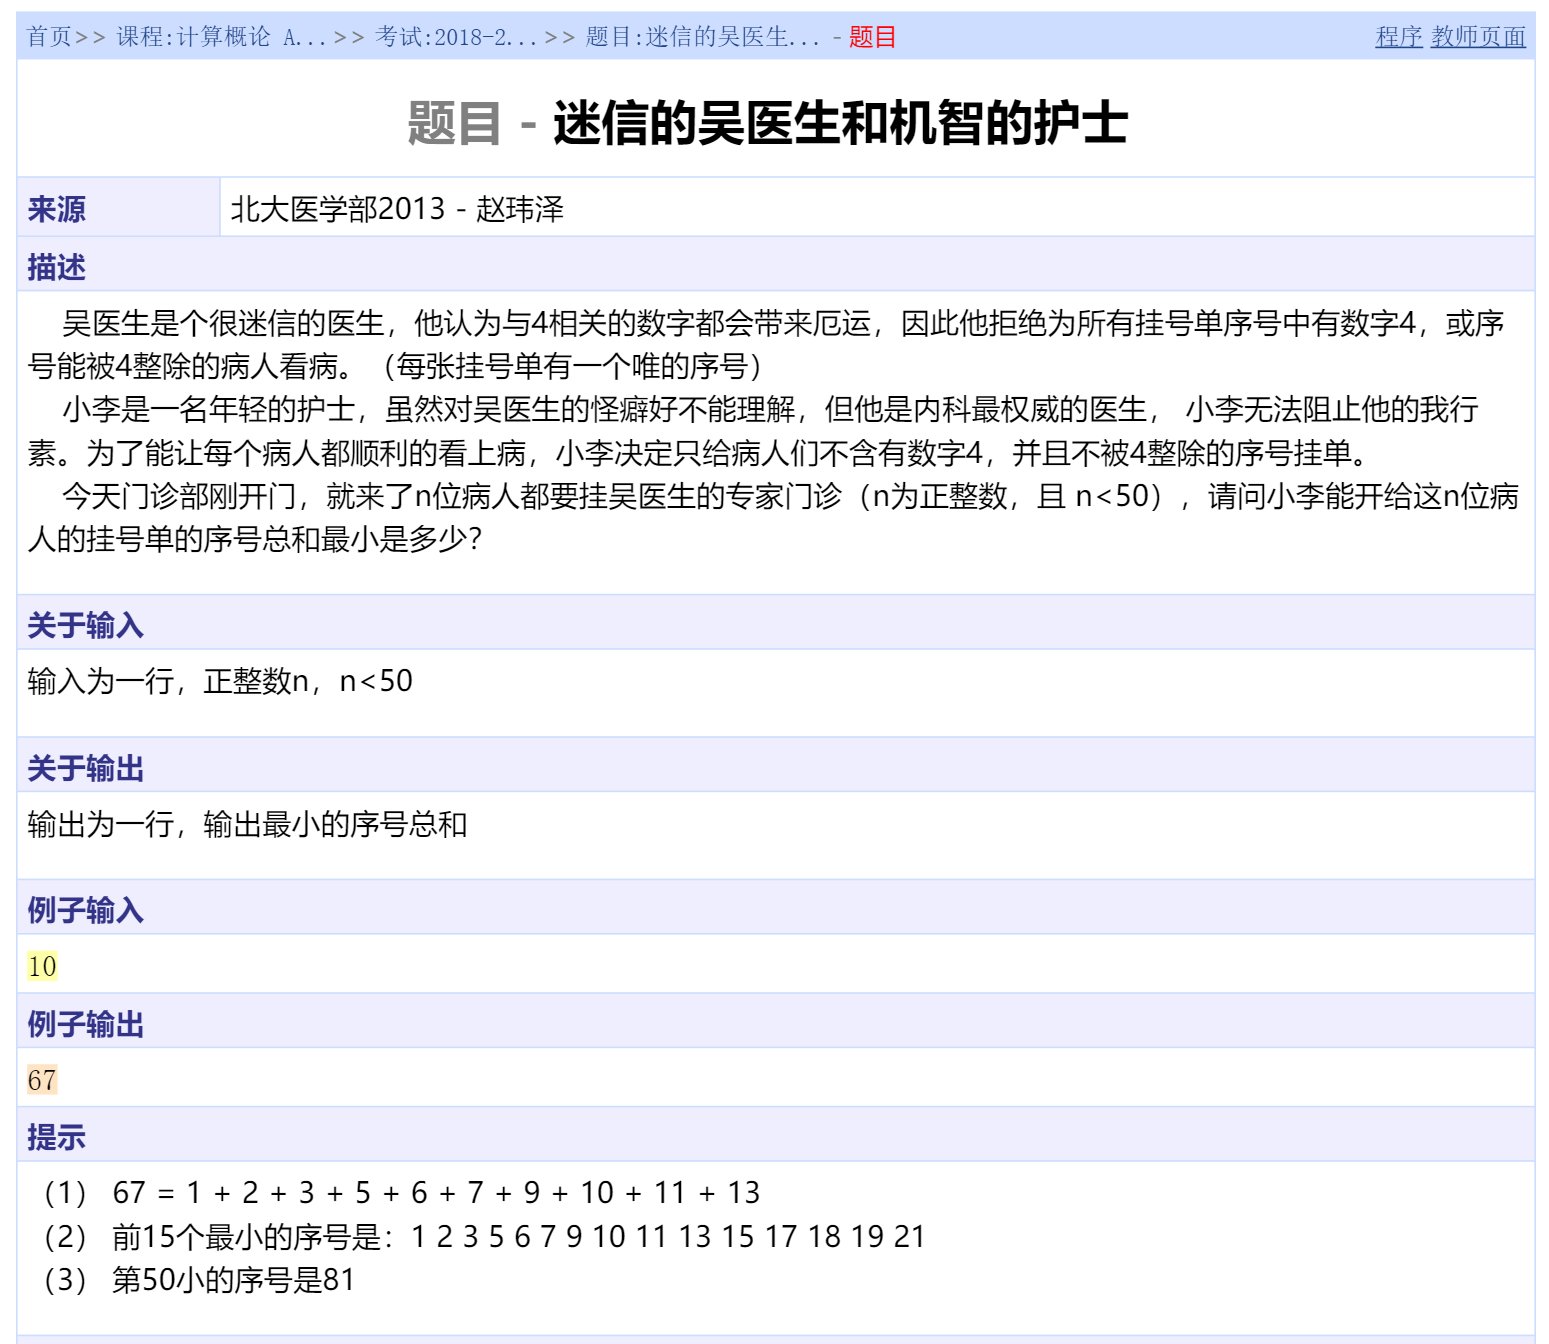 首页>> 课程:计算概论 A...>> 考试:2018-2...>> 题目:迷信的吴医生... - 题目
程序 教师页面
题目 - 迷信的吴医生和机智的护士
来源
北大医学部2013 - 赵玮泽
描述
吴医生是个很迷信的医生，他认为与4相关的数字都会带来厄运，因此他拒绝为所有挂号单序号中有数字4，或序
号能被4整除的病人看病。（每张挂号单有一个唯的序号）
小李是一名年轻的护士，虽然对吴医生的怪癖好不能理解，但他是内科最权威的医生， 小李无法阻止他的我行
素。为了能让每个病人都顺利的看上病，小李决定只给病人们不含有数字4，并且不被4整除的序号挂单。
今天门诊部刚开门，就来了n位病人都要挂吴医生的专家门诊（n为正整数，且 n<50），请问小李能开给这n位病
人的挂号单的序号总和最小是多少？
关于输入
输入为一行，正整数n，n<50
关于输出
输出为一行，输出最小的序号总和
例子输入
10
例子输出
67
提示
（1） 67 = 1 + 2 + 3 + 5 + 6 + 7 + 9 + 10 + 11 + 13
（2） 前15个最小的序号是：1 2 3 5 6 7 9 10 11 13 15 17 18 19 21
（3） 第50小的序号是81